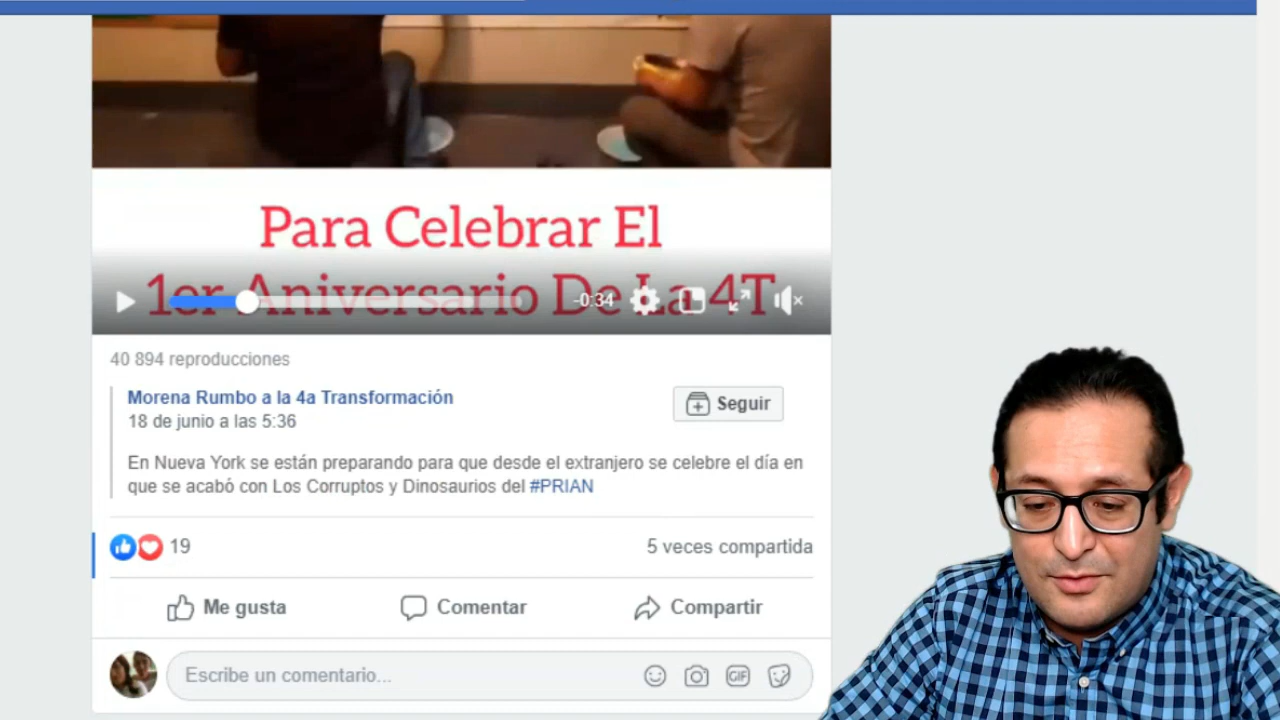 Para Celebrar El
1er Aniversario De La 4T
-0:34
40 894 reproducciones
Morena Rumbo a la 4a Transformación
Seguir
18 de junio a las 5:36
En Nueva York se están preparando para que desde el extranjero se celebre el día en
que se acabó con Los Corruptos y Dinosaurios del #PRIAN
19
5 veces compartida
Me gusta
Comentar
Compartir
Escribe un comentario...
GIF